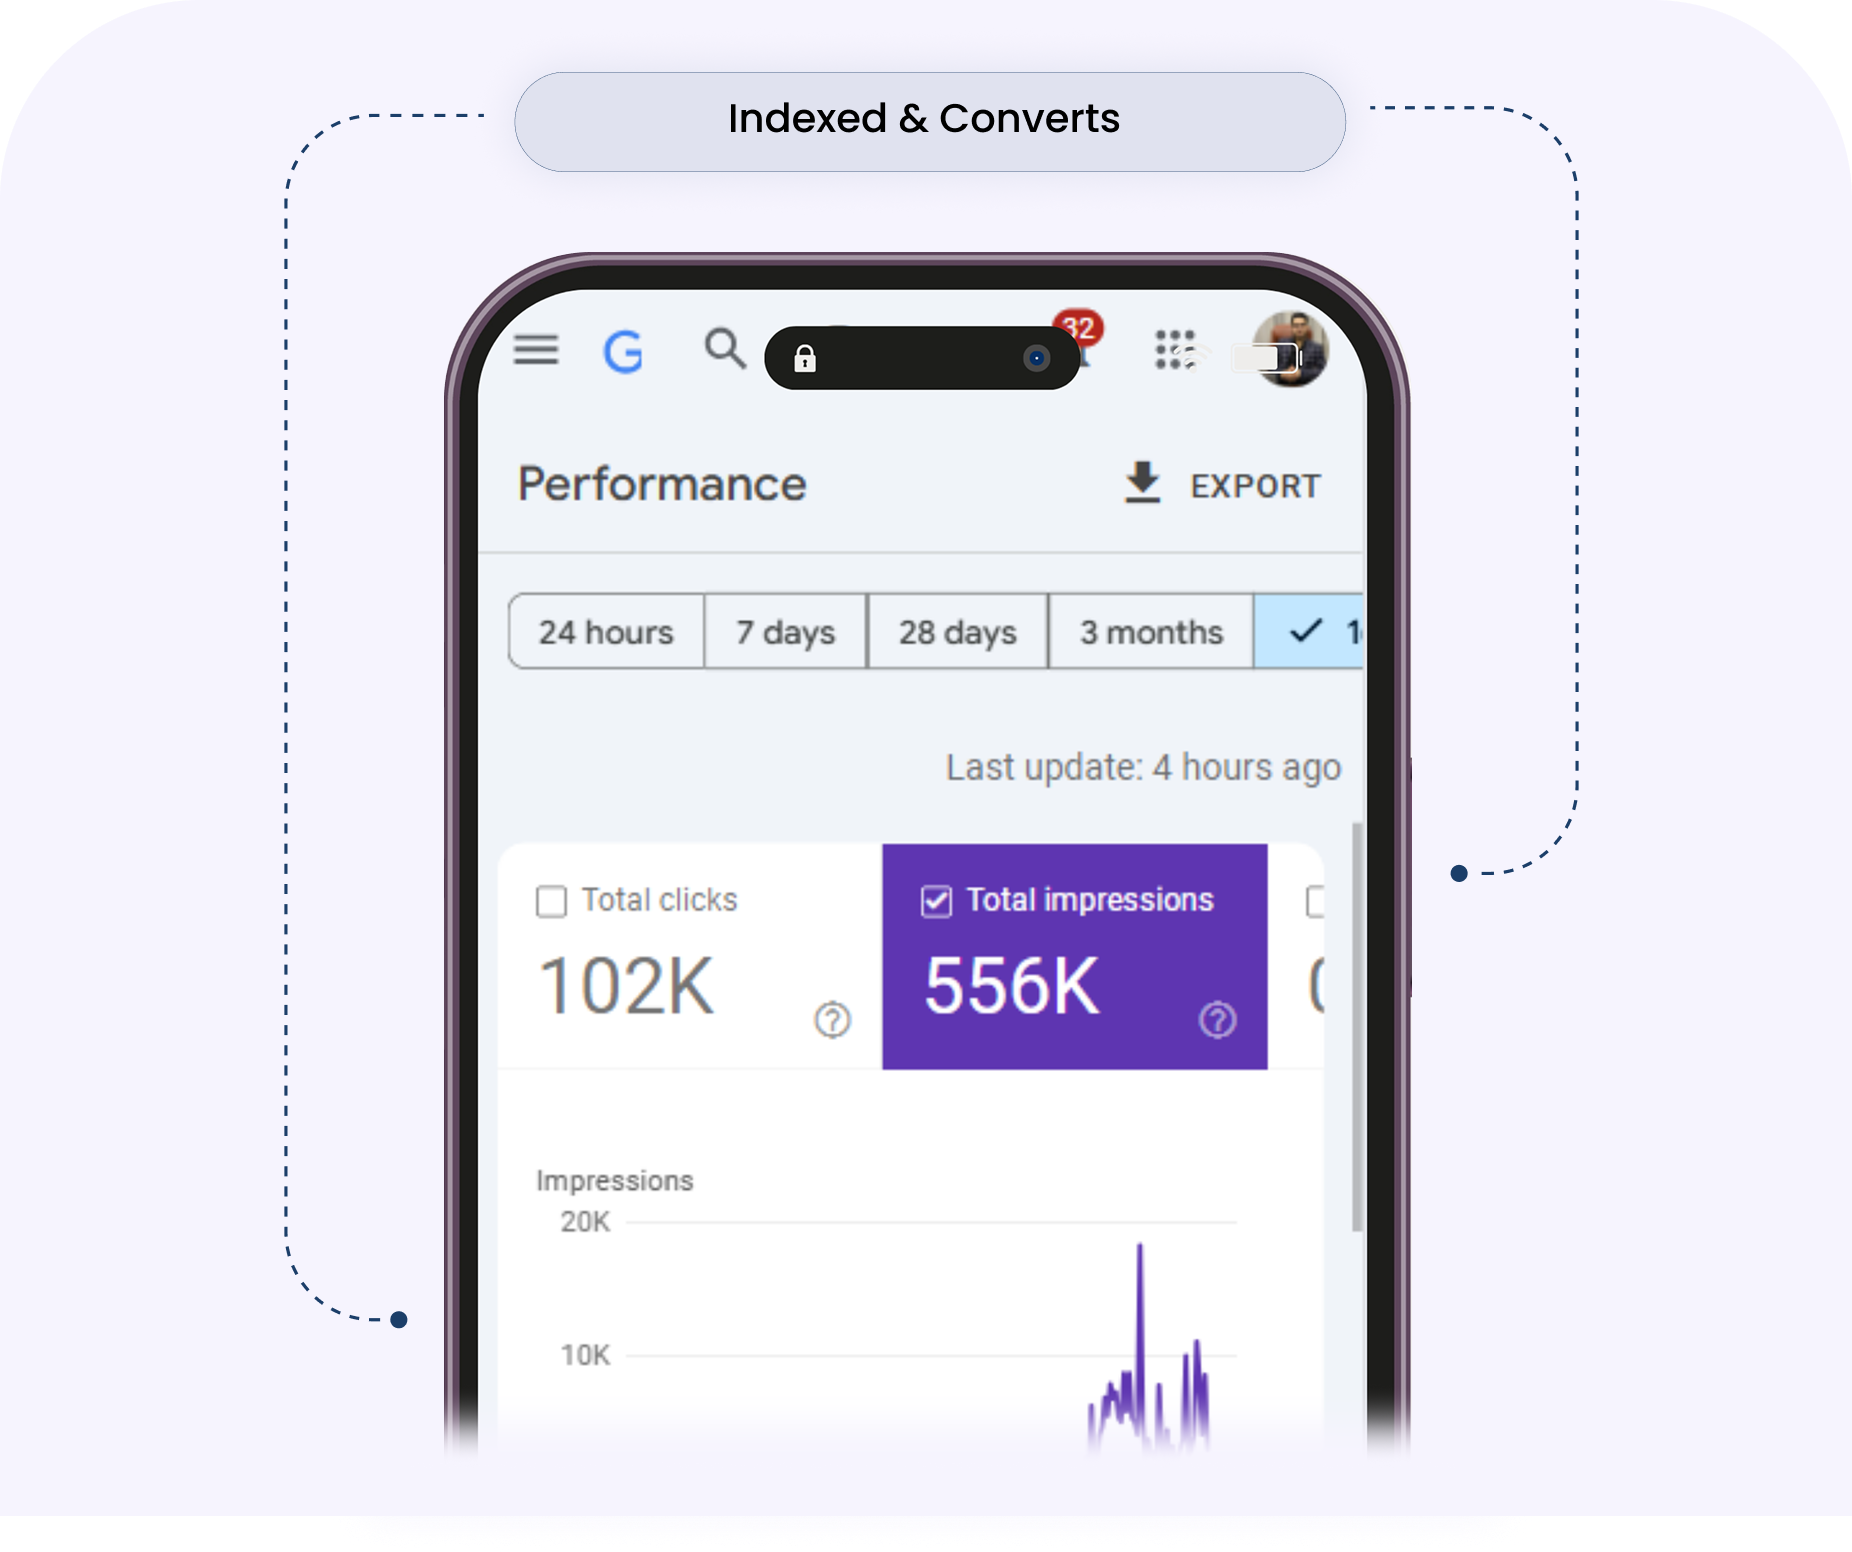 Indexed & Converts
G
32
Performance
EXPORT
24 hours
7 days
28 days
3 months
Last update: 4 hours ago
Total clicks
Total impressions
102K
556K
Impressions
20K
10K